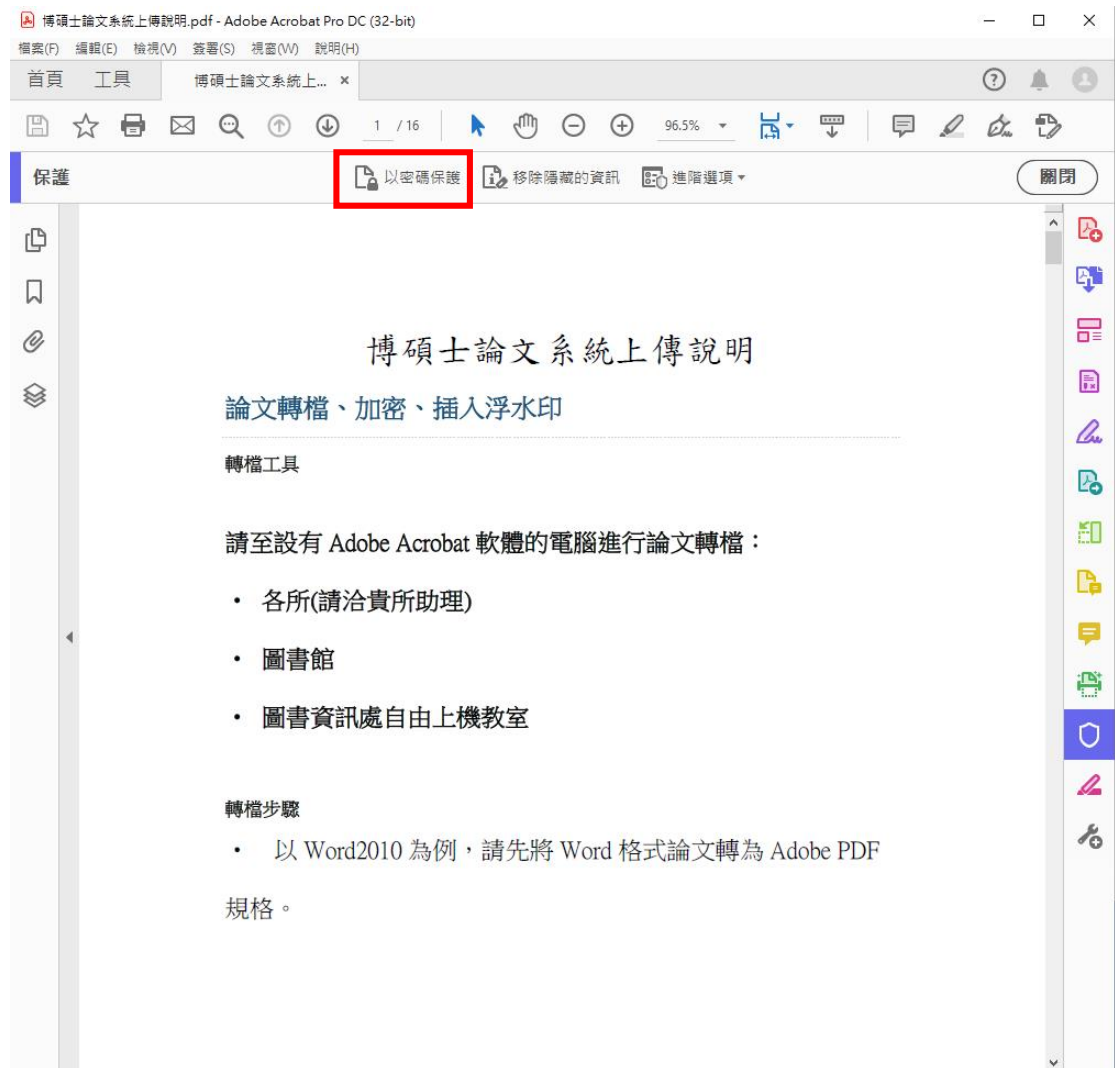 博碩士論文系統上傳說明.pdf - Adobe Acrobat Pro DC (32-bit)
檔案(F) 編輯(E) 檢視(V) 簽署(S) 視窗(W) 說明(H)
首頁 工具 博碩士論文系統上... ×
1 / 16 96.5%
保護 以密碼保護 移除隱藏的資訊 進階選項 關閉
博碩士論文系統上傳說明
論文轉檔、加密、插入浮水印
轉檔工具
請至設有 Adobe Acrobat 軟體的電腦進行論文轉檔：
• 各所(請洽貴所助理)
• 圖書館
• 圖書資訊處自由上機教室
轉檔步驟
• 以 Word2010 為例，請先將 Word 格式論文轉為 Adobe PDF
規格。